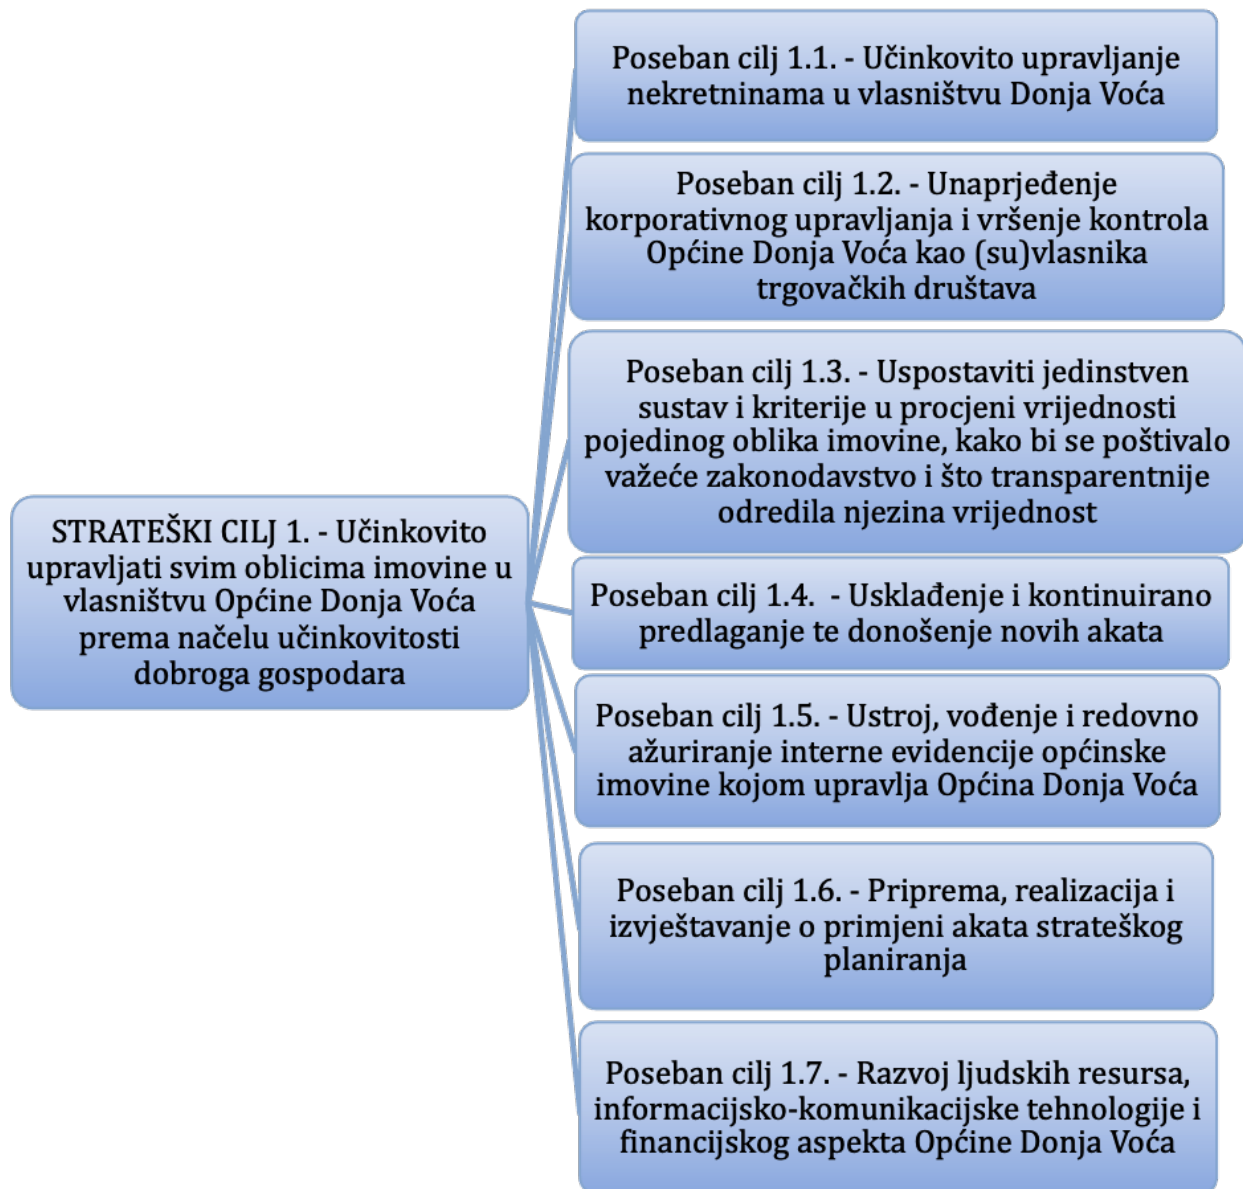 STRATEŠKI CILJ 1. - Učinkovito
upravljati svim oblicima imovine u
vlasništvu Općine Donja Voća
prema načelu učinkovitosti
dobroga gospodara
Poseban cilj 1.1. - Učinkovito upravljanje
nekretninama u vlasništvu Donja Voća
Poseban cilj 1.2. - Unaprjeđenje
korporativnog upravljanja i vršenje kontrola
Općine Donja Voća kao (su)vlasnika
trgovačkih društava
Poseban cilj 1.3. - Uspostaviti jedinstven
sustav i kriterije u procjeni vrijednosti
pojedinog oblika imovine, kako bi se poštivalo
važeće zakonodavstvo i što transparentnije
odredila njezina vrijednost
Poseban cilj 1.4.  - Usklađenje i kontinuirano
predlaganje te donošenje novih akata
Poseban cilj 1.5. - Ustroj, vođenje i redovno
ažuriranje interne evidencije općinske
imovine kojom upravlja Općina Donja Voća
Poseban cilj 1.6. - Priprema, realizacija i
izvještavanje o primjeni akata strateškog
planiranja
Poseban cilj 1.7. - Razvoj ljudskih resursa,
informacijsko-komunikacijske tehnologije i
financijskog aspekta Općine Donja Voća